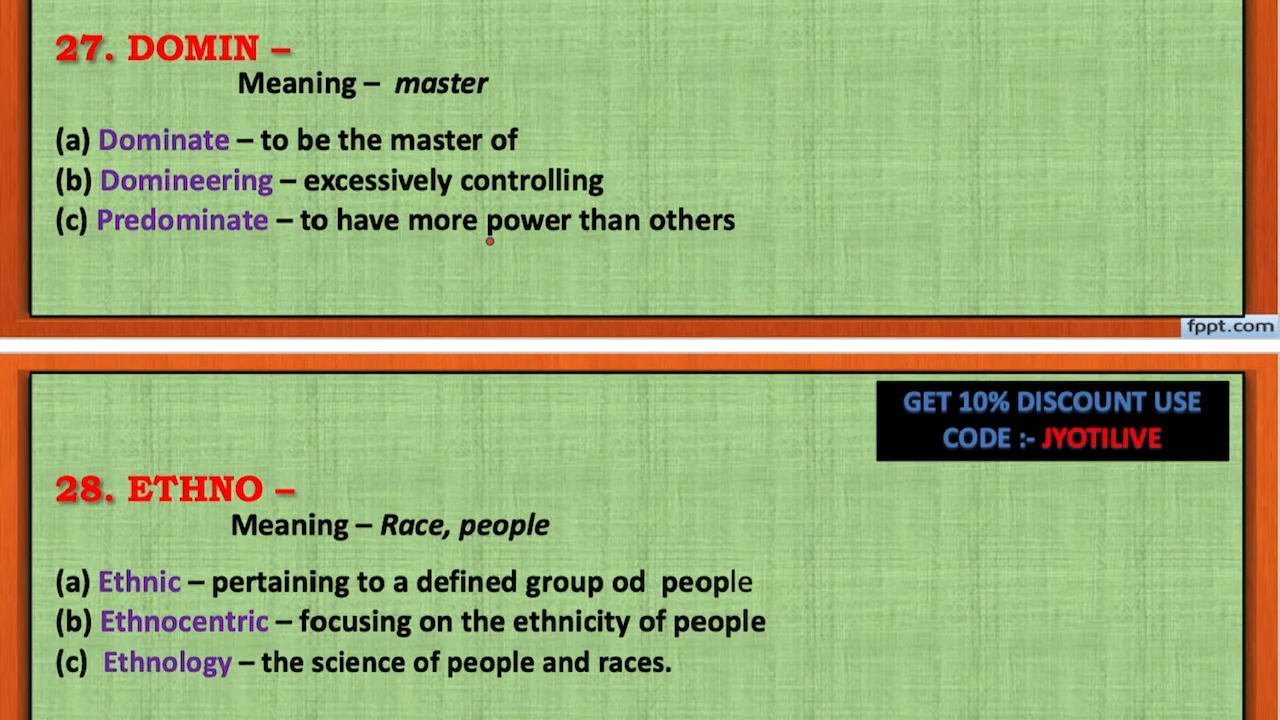 27. DOMIN –
Meaning – master
(a) Dominate – to be the master of
(b) Domineering – excessively controlling
(c) Predominate – to have more power than others
fppt.com
GET 10% DISCOUNT USE
CODE :- JYOTILIVE
28. ETHNO –
Meaning – Race, people
(a) Ethnic – pertaining to a defined group od people
(b) Ethnocentric – focusing on the ethnicity of people
(c) Ethnology – the science of people and races.